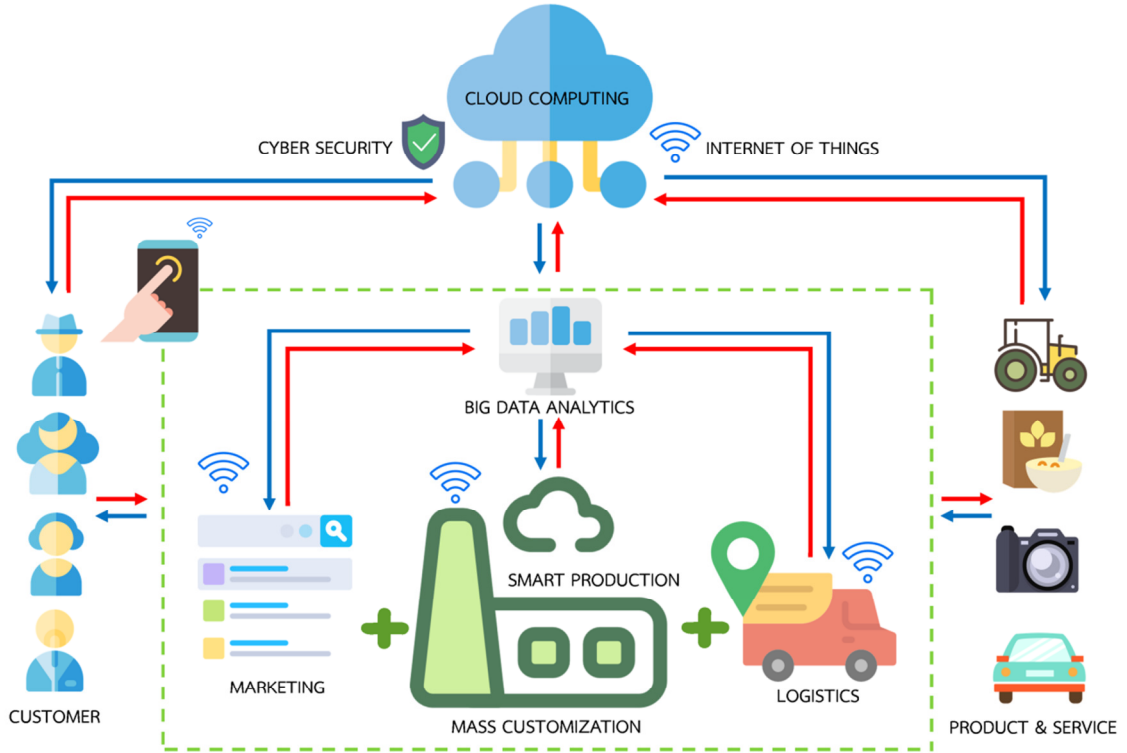 CLOUD COMPUTING
CYBER SECURITY
INTERNET OF THINGS
BIG DATA ANALYTICS
SMART PRODUCTION
MARKETING
LOGISTICS
CUSTOMER
MASS CUSTOMIZATION
PRODUCT & SERVICE